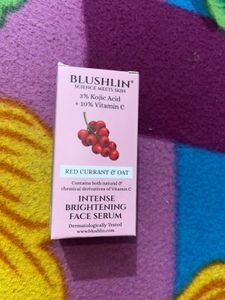 BLUSHLIN®
SCIENCE MEETS SKIN
2% Kojic Acid
+ 10% Vitamin C
RED CURRANT & OAT
Contains both natural &
chemical derivatives of Vitamin C
INTENSE
BRIGHTENING
FACE SERUM
Dermatologically Tested
www.blushlin.com